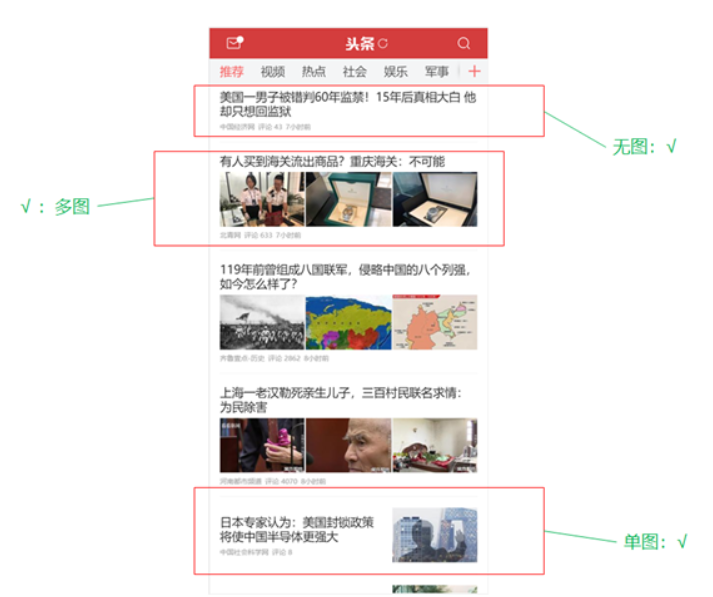 头条
推荐 视频 热点 社会 娱乐 军事 +
美国一男子被错判60年监禁!15年后真相大白 他
却只想回监狱
中国经济网 评论 43 7小时前
无图:√
有人买到海关流出商品?重庆海关:不可能
√ :多图
北青网 评论 633 7小时前
119年前曾组成八国联军,侵略中国的八个列强,
如今怎么样了?
齐鲁壹点·历史 评论 2862 8小时前
上海一老汉勒死亲生儿子,三百村民联名求情:
为民除害
河南都市频道 评论 4070 8小时前
日本专家认为:美国封锁政策
将使中国半导体更强大
中国社会科学网 评论 8
单图:√